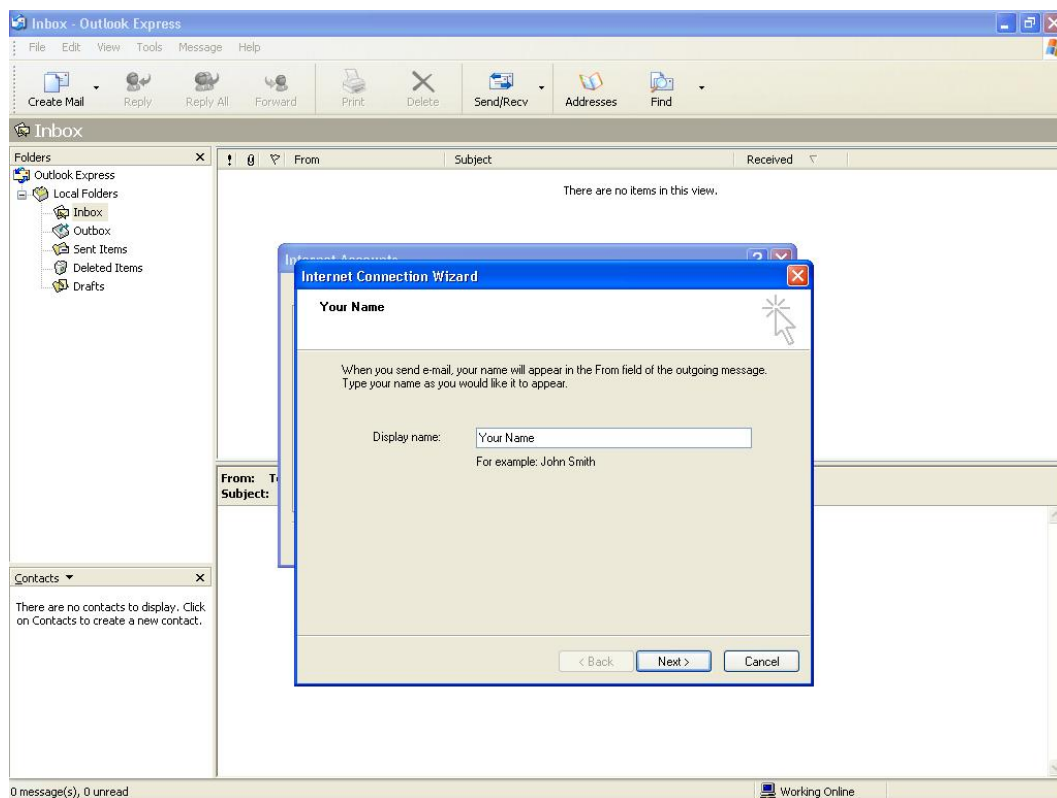 Inbox - Outlook Express
File Edit View Tools Message Help
Create Mail Reply Reply All Forward Print Delete Send/Recv Addresses Find
Inbox
Folders
! From Subject Received
Outlook Express
Local Folders
Inbox
Outbox
Sent Items
Deleted Items
Drafts
There are no items in this view.
Internet Accounts
Internet Connection Wizard
Your Name
When you send e-mail, your name will appear in the From field of the outgoing message.
Type your name as you would like it to appear.
Display name: Your Name
For example: John Smith
From: T
Subject:
< Back Next > Cancel
Contacts
There are no contacts to display. Click
on Contacts to create a new contact.
0 message(s), 0 unread
Working Online